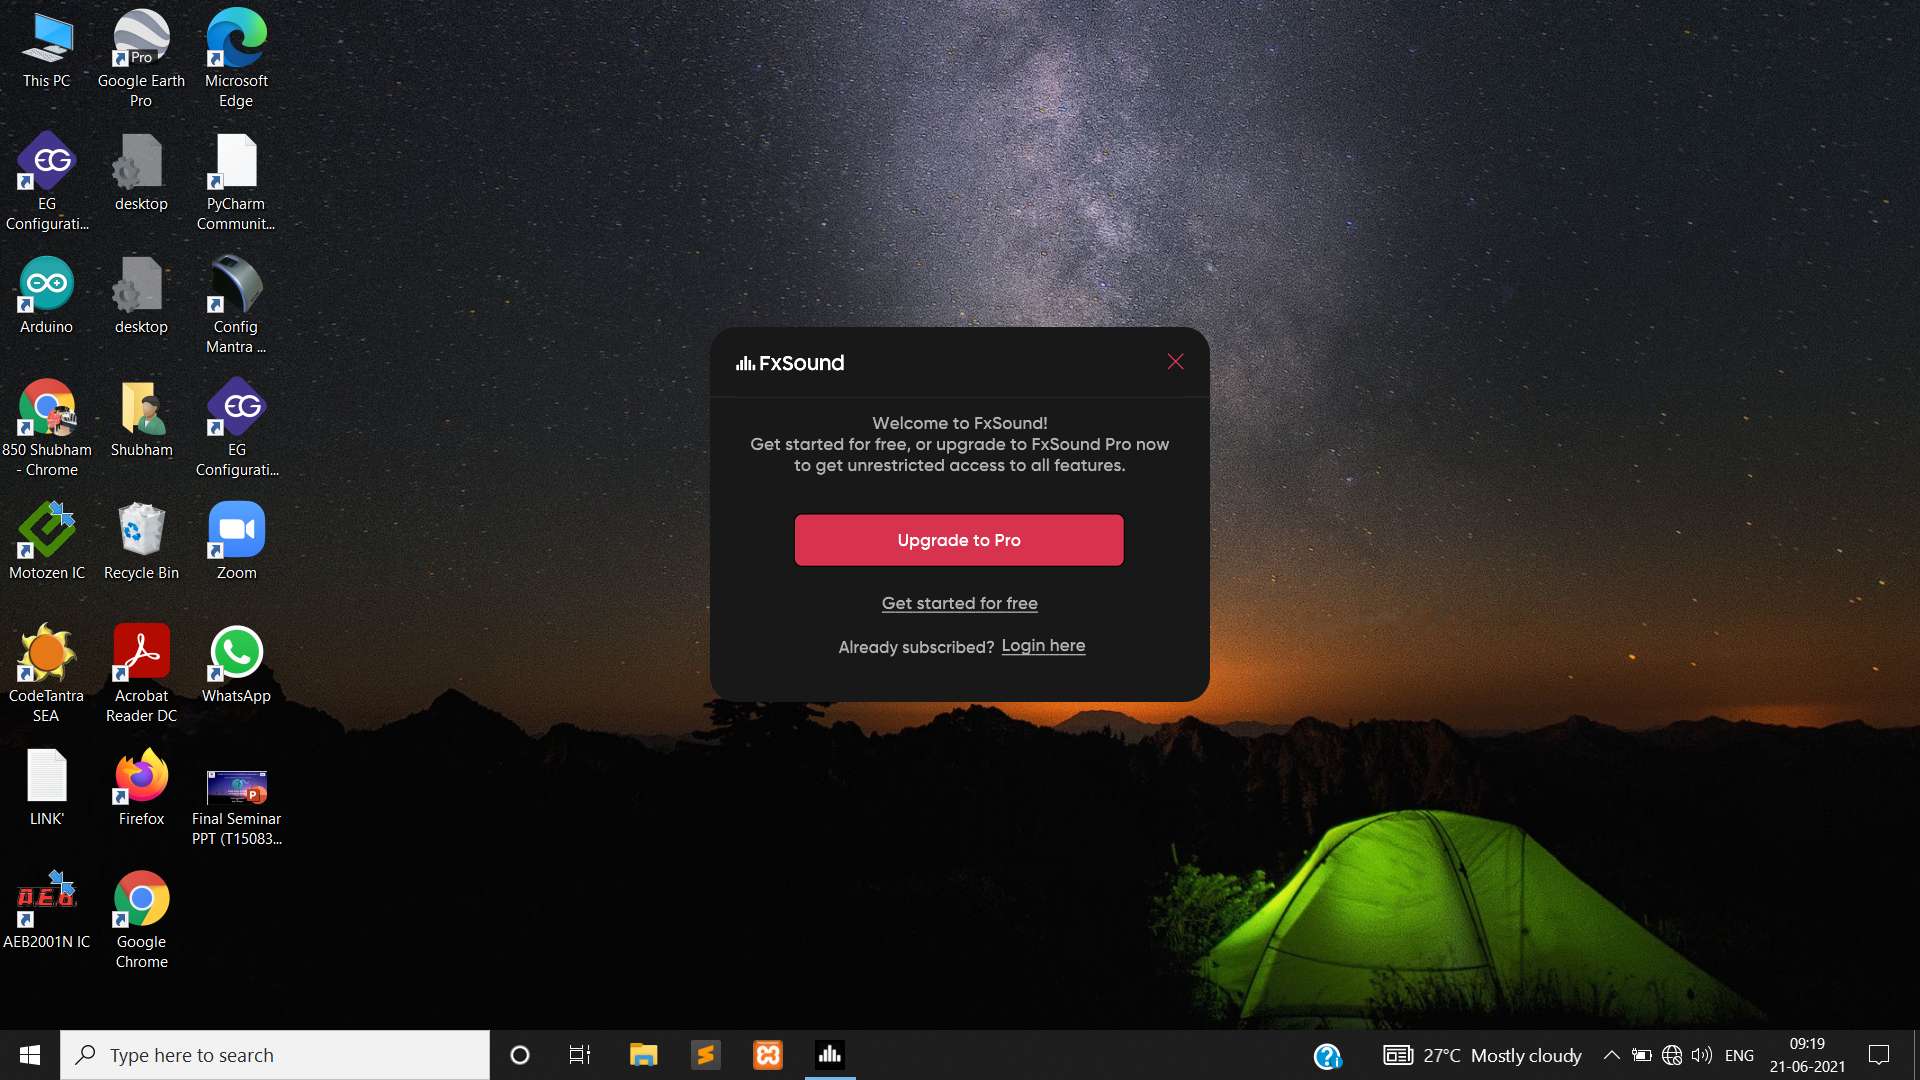 This PC
Pro
Google Earth
Pro
Microsoft
Edge
EG
Configurati...
desktop
PyCharm
Communit...
Arduino
desktop
Config
Mantra ...
850 Shubham
- Chrome
Shubham
EG
Configurati...
Motozen IC
Recycle Bin
Zoom
CodeTantra
SEA
Acrobat
Reader DC
WhatsApp
LINK'
Firefox
Final Seminar
PPT (T15083...
AEB2001N IC
Google
Chrome
FxSound
Welcome to FxSound!
Get started for free, or upgrade to FxSound Pro now
to get unrestricted access to all features.
Upgrade to Pro
Get started for free
Already subscribed? Login here
Type here to search
27°C Mostly cloudy
ENG
09:19
21-06-2021